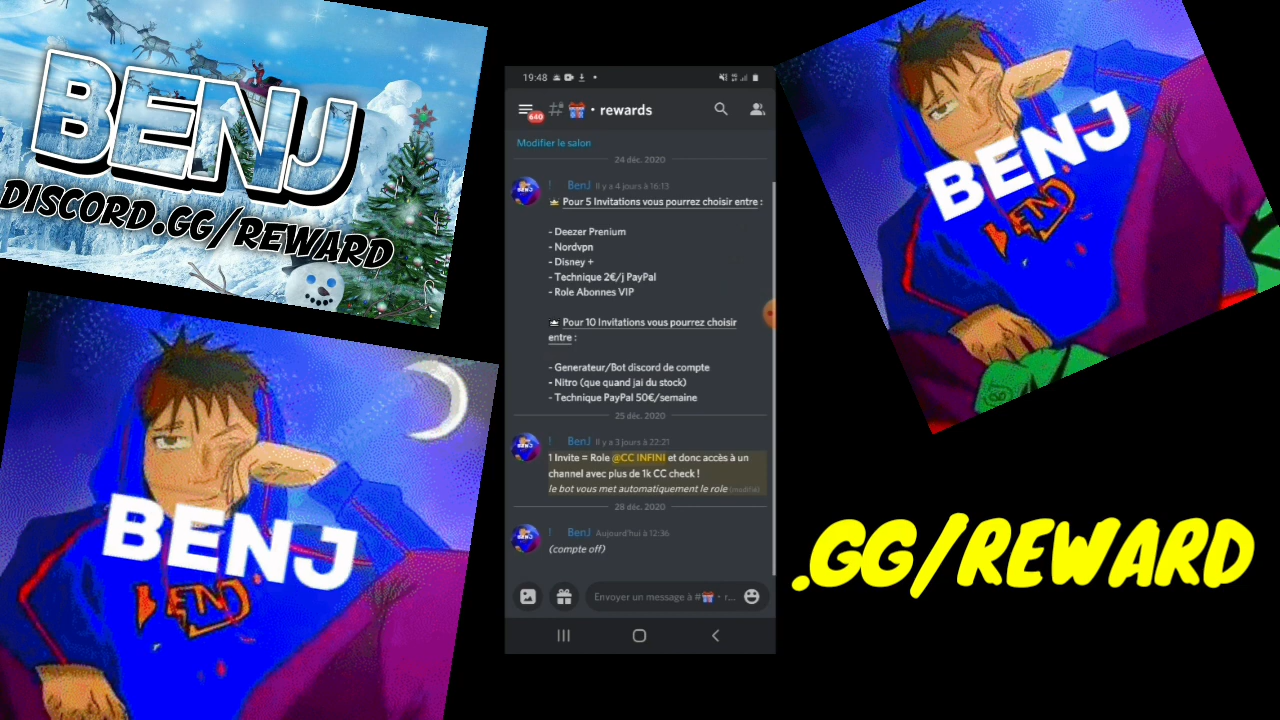 BENJ
DISCORD.GG/REWARD
BENJ
BENJ
19:48
640
# • rewards
Modifier le salon
24 déc. 2020
! BenJ Il y a 4 jours à 16:13
Pour 5 Invitations vous pourrez choisir entre :
- Deezer Prenium
- Nordvpn
- Disney +
- Technique 2€/j PayPal
- Role Abonnes VIP
Pour 10 Invitations vous pourrez choisir
entre :
- Generateur/Bot discord de compte
- Nitro (que quand jai du stock)
- Technique PayPal 50€/semaine
25 déc. 2020
! BenJ Il y a 3 jours à 22:21
1 Invite = Role @CC INFINI et donc accès à un
channel avec plus de 1k CC check !
le bot vous met automatiquement le role (modifié)
28 déc. 2020
! BenJ Aujourd'hui à 12:36
(compte off)
Envoyer un message à # • r...
BENJ
BENJ
.GG/REWARD